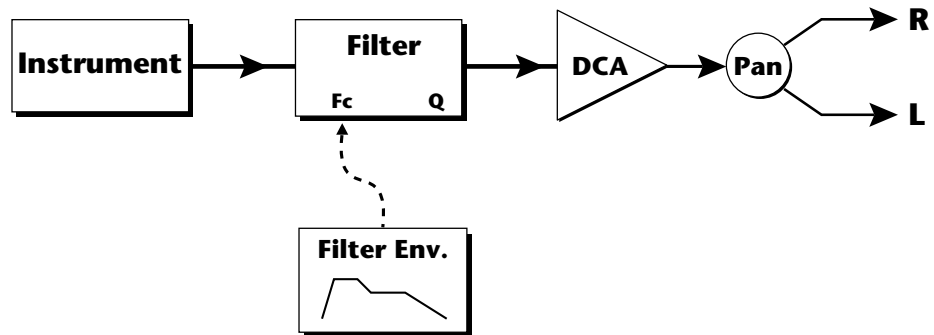 Instrument
Filter
Fc Q
DCA
Pan
R
L
Filter Env.